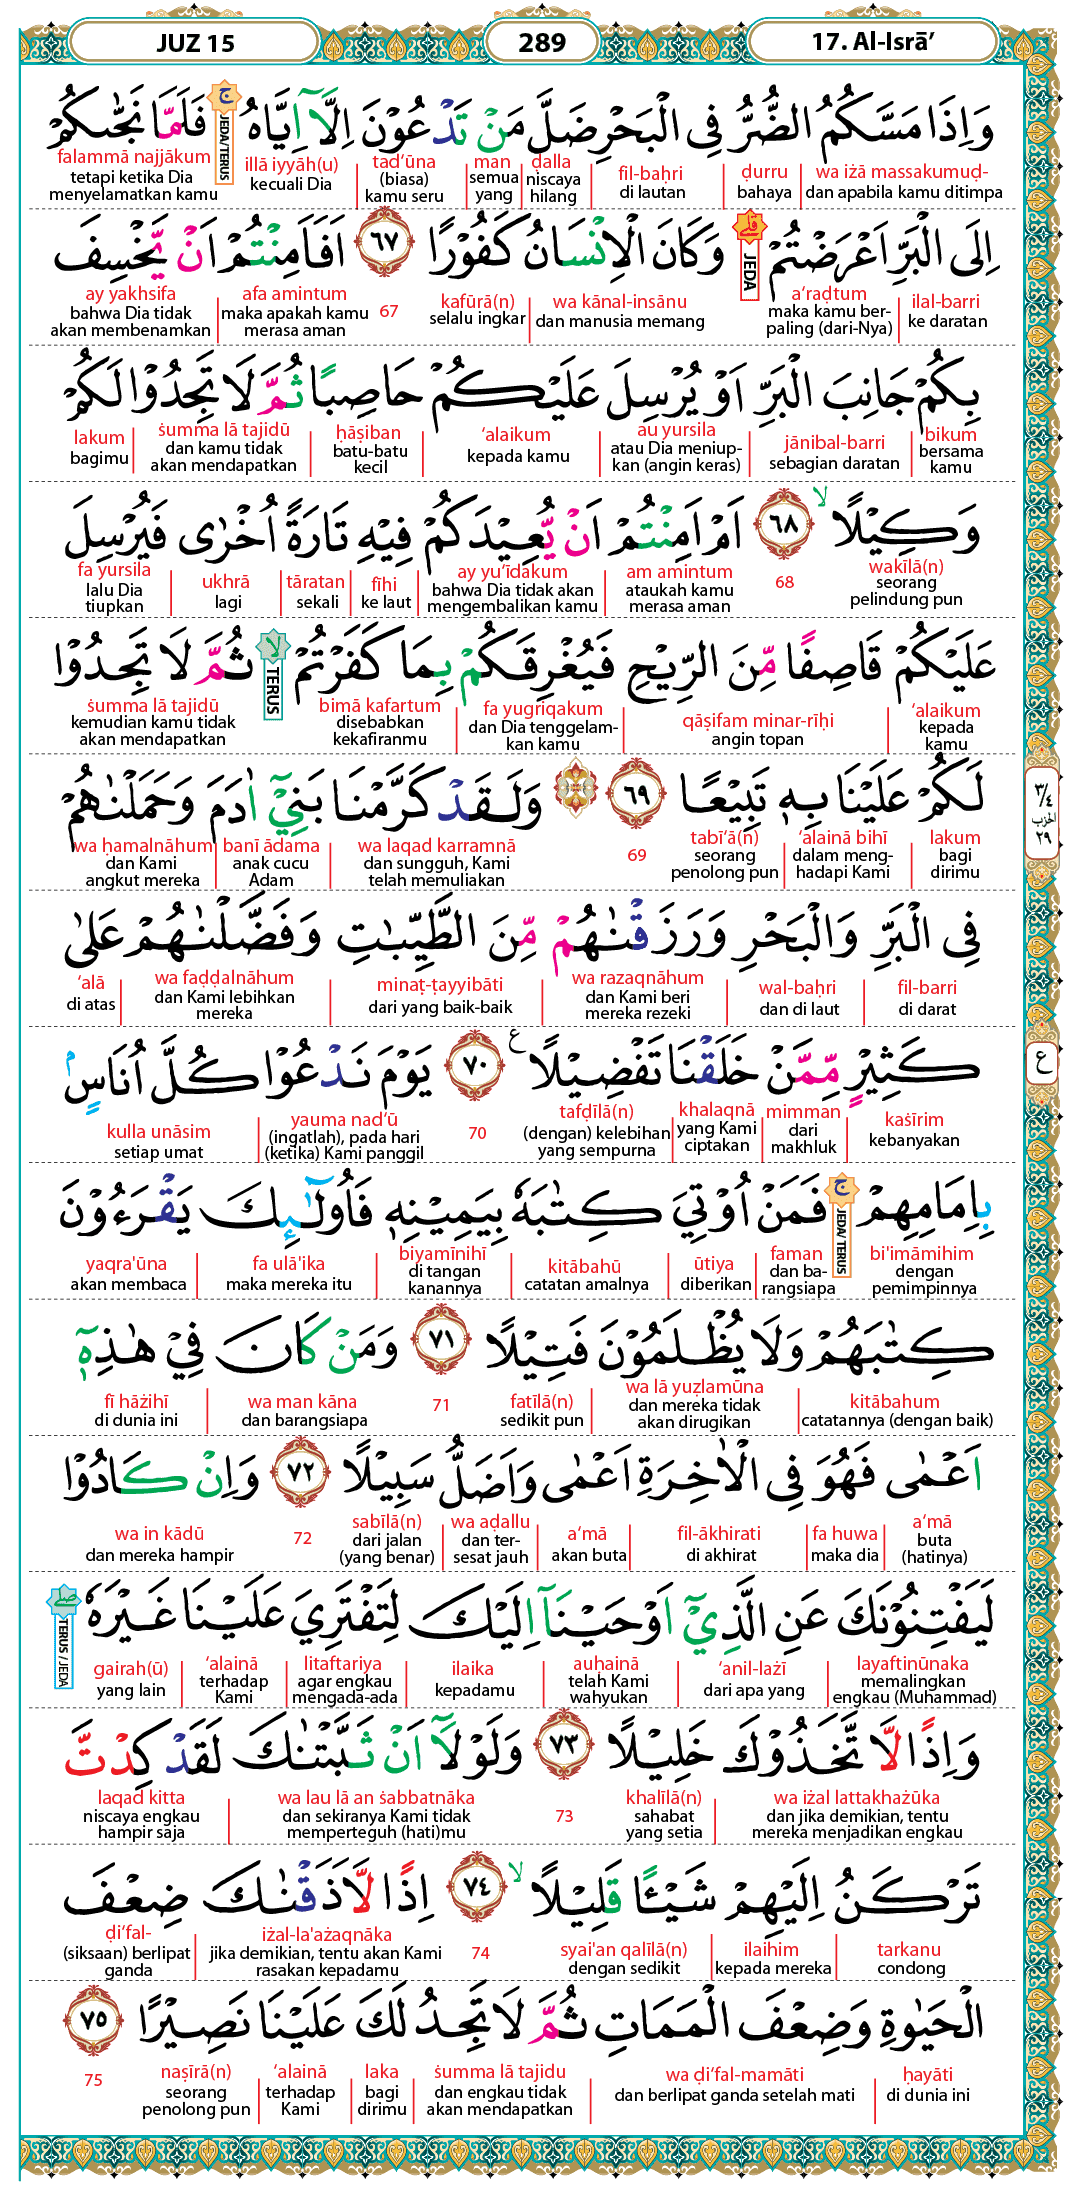 JUZ 15
289
17. Al-Isrā’
وَاِذَا مَسَّكُمُ الضُّرُّ فِى الْبَحْرِ ضَلَّ مَنْ تَدْعُوْنَ اِلَّآ اِيَّاهُ ۚ فَلَمَّا نَجّٰىكُمْ
JEDA/TERUS
wa iżā massakumuḍ- ḍurru fil-baḥri ḍalla man tad‘ūna illā iyyāh(u) falammā najjākum
dan apabila kamu ditimpa bahaya di lautan niscaya hilang semua yang (biasa) kamu seru kecuali Dia tetapi ketika Dia menyelamatkan kamu
اِلَى الْبَرِّ اَعْرَضْتُمْ ۗ وَكَانَ الْاِنْسَانُ كَفُوْرًا ٦٧ اَفَاَمِنْتُمْ اَنْ يَّخْسِفَ
JEDA
ilal-barri a‘raḍtum wa kānal-insānu kafūrā(n) 67 afa amintum ay yakhsifa
ke daratan maka kamu ber-paling (dari-Nya) dan manusia memang selalu ingkar maka apakah kamu merasa aman bahwa Dia tidak akan membenamkan
بِكُمْ جَانِبَ الْبَرِّ اَوْ يُرْسِلَ عَلَيْكُمْ حَاصِبًا ثُمَّ لَا تَجِدُوْا لَكُمْ
bikum jānibal-barri au yursila ‘alaikum ḥāṣiban ṡumma lā tajidū lakum
bersama kamu sebagian daratan atau Dia meniup-kan (angin keras) kepada kamu batu-batu kecil dan kamu tidak akan mendapatkan bagimu
وَكِيْلًا ۙ ٦٨ اَمْ اَمِنْتُمْ اَنْ يُّعِيْدَكُمْ فِيْهِ تَارَةً اُخْرٰى فَيُرْسِلَ
wakīlā(n) 68 am amintum ay yu‘īdakum fīhi tāratan ukhrā fa yursila
seorang pelindung pun ataukah kamu merasa aman bahwa Dia tidak akan mengembalikan kamu ke laut sekali lagi lalu Dia tiupkan
عَلَيْكُمْ قَاصِفًا مِّنَ الرِّيْحِ فَيُغْرِقَكُمْ بِمَا كَفَرْتُمْ ۙ ثُمَّ لَا تَجِدُوْا
TERUS
‘alaikum qāṣifam minar-rīḥi fa yugriqakum bimā kafartum ṡumma lā tajidū
kepada kamu angin topan dan Dia tenggelam-kan kamu disebabkan kekafiranmu kemudian kamu tidak akan mendapatkan
لَكُمْ عَلَيْنَا بِهٖ تَبِيْعًا ٦٩ ۞ وَلَقَدْ كَرَّمْنَا بَنِيْٓ اٰدَمَ وَحَمَلْنٰهُمْ
٣/٤ الحزب ٢٩
lakum ‘alainā bihī tabī‘ā(n) 69 wa laqad karramnā banī ādama wa ḥamalnāhum
bagi dirimu dalam meng-hadapi Kami seorang penolong pun dan sungguh, Kami telah memuliakan anak cucu Adam dan Kami angkut mereka
فِى الْبَرِّ وَالْبَحْرِ وَرَزَقْنٰهُمْ مِّنَ الطَّيِّبٰتِ وَفَضَّلْنٰهُمْ عَلٰى
fil-barri wal-baḥri wa razaqnāhum minaṭ-ṭayyibāti wa faḍḍalnāhum ‘alā
di darat dan di laut dan Kami beri mereka rezeki dari yang baik-baik dan Kami lebihkan mereka di atas
كَثِيْرٍ مِّمَّنْ خَلَقْنَا تَفْضِيْلًا ع ٧٠ يَوْمَ نَدْعُوْا كُلَّ اُنَاسٍۢ
ع
kaṡīrim mimman khalaqnā tafḍīlā(n) 70 yauma nad‘ū kulla unāsim
kebanyakan dari makhluk yang Kami ciptakan (dengan) kelebihan yang sempurna (ingatlah), pada hari (ketika) Kami panggil setiap umat
بِاِمَامِهِمْ ۚ فَمَنْ اُوْتِيَ كِتٰبَهٗ بِيَمِيْنِهٖ فَاُولٰۤىِٕكَ يَقْرَءُوْنَ
JEDA/TERUS
bi'imāmihim faman ūtiya kitābahū biyamīnihī fa ulā'ika yaqra'ūna
dengan pemimpinnya dan ba-rangsiapa diberikan catatan amalnya di tangan kanannya maka mereka itu akan membaca
كِتٰبَهُمْ وَلَا يُظْلَمُوْنَ فَتِيْلًا ٧١ وَمَنْ كَانَ فِيْ هٰذِهٖٓ
kitābahum wa lā yuẓlamūna fatīlā(n) 71 wa man kāna fī hāżihī
catatannya (dengan baik) dan mereka tidak akan dirugikan sedikit pun dan barangsiapa di dunia ini
اَعْمٰى فَهُوَ فِى الْاٰخِرَةِ اَعْمٰى وَاَضَلُّ سَبِيْلًا ٧٢ وَاِنْ كَادُوْا
a‘mā fa huwa fil-ākhirati a‘mā wa aḍallu sabīlā(n) 72 wa in kādū
buta (hatinya) maka dia di akhirat akan buta dan ter-sesat jauh dari jalan (yang benar) dan mereka hampir
لَيَفْتِنُوْنَكَ عَنِ الَّذِيْٓ اَوْحَيْنَآ اِلَيْكَ لِتَفْتَرِيَ عَلَيْنَا غَيْرَهٗ ۖ
TERUS / JEDA
layaftinūnaka ‘anil-lażī auḥainā ilaika litaftariya ‘alainā gairah(ū)
memalingkan engkau (Muhammad) dari apa yang telah Kami wahyukan kepadamu agar engkau mengada-ada terhadap Kami yang lain
وَاِذًا لَّاتَّخَذُوْكَ خَلِيْلًا ٧٣ وَلَوْلَآ اَنْ ثَبَّتْنٰكَ لَقَدْ كِدْتَّ
wa iżal lattakhażūka khalīlā(n) 73 wa lau lā an ṡabbatnāka laqad kitta
dan jika demikian, tentu mereka menjadikan engkau sahabat yang setia dan sekiranya Kami tidak memperteguh (hati)mu niscaya engkau hampir saja
تَرْكَنُ اِلَيْهِمْ شَيْـًٔا قَلِيْلًا ۙ ٧٤ اِذًا لَّاَذَقْنٰكَ ضِعْفَ
tarkanu ilaihim syai'an qalīlā(n) 74 iżal-la'ażaqnāka ḍi‘fal-
condong kepada mereka dengan sedikit jika demikian, tentu akan Kami rasakan kepadamu (siksaan) berlipat ganda
الْحَيٰوةِ وَضِعْفَ الْمَمَاتِ ثُمَّ لَا تَجِدُ لَكَ عَلَيْنَا نَصِيْرًا ٧٥
ḥayāti wa ḍi‘fal-mamāti ṡumma lā tajidu laka ‘alainā naṣīrā(n) 75
di dunia ini dan berlipat ganda setelah mati dan engkau tidak akan mendapatkan bagi dirimu terhadap Kami seorang penolong pun